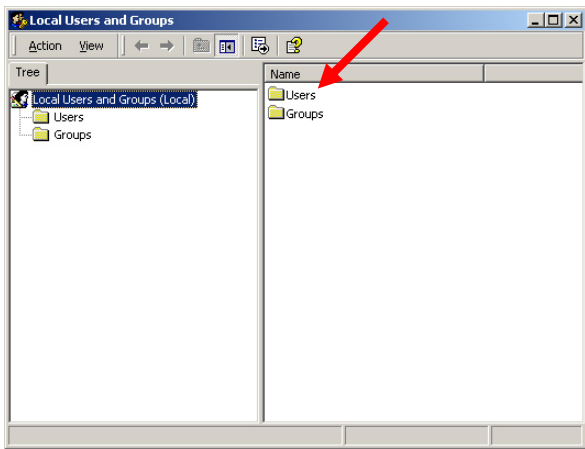 Local Users and Groups
Action View
Tree
Name
Local Users and Groups (Local)
Users
Groups
Users
Groups